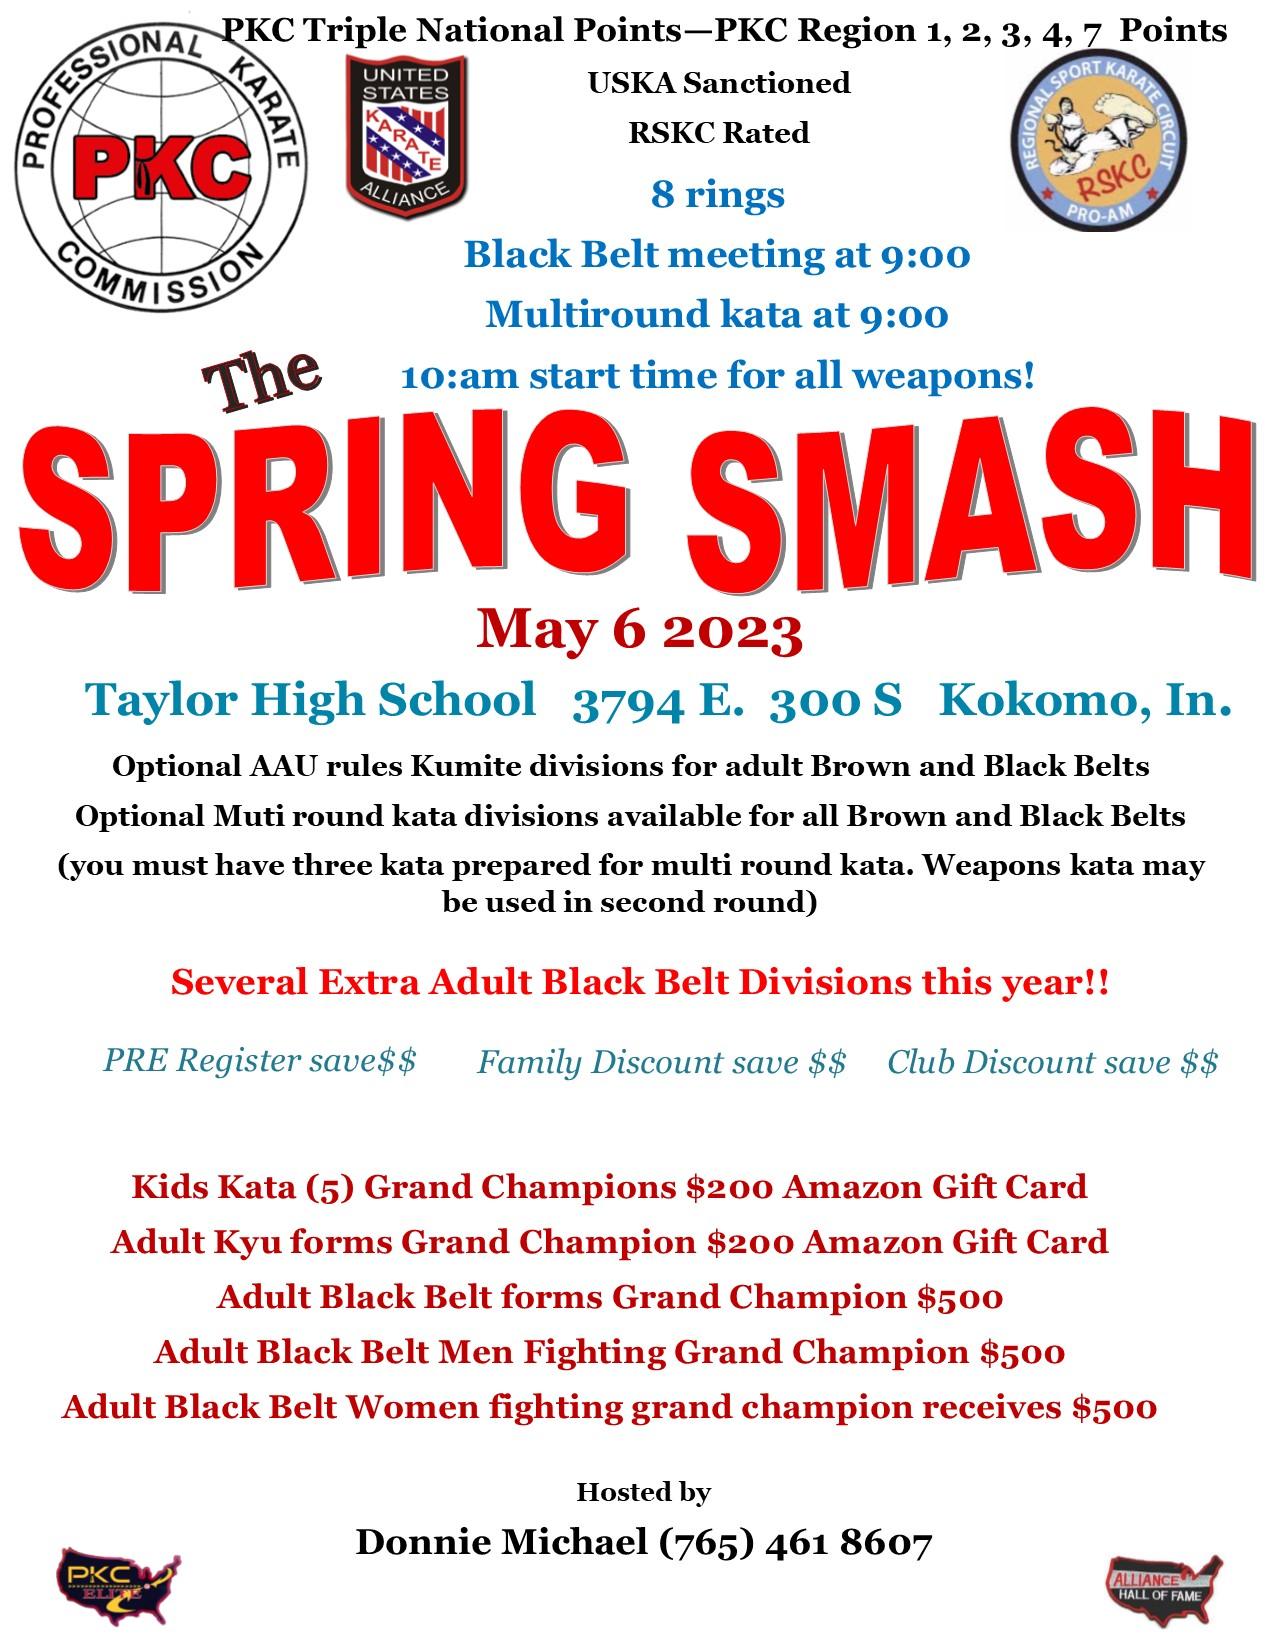 PKC Triple National Points—PKC Region 1, 2, 3, 4, 7 Points
PROFESSIONAL KARATE
PKC
COMMISSION
UNITED
STATES
KARATE
ALLIANCE
USKA Sanctioned
RSKC Rated
REGIONAL SPORT KARATE CIRCUIT
RSKC
PRO-AM
8 rings
Black Belt meeting at 9:00
Multiround kata at 9:00
10:am start time for all weapons!
The
SPRING SMASH
May 6 2023
Taylor High School 3794 E. 300 S Kokomo, In.
Optional AAU rules Kumite divisions for adult Brown and Black Belts
Optional Muti round kata divisions available for all Brown and Black Belts
(you must have three kata prepared for multi round kata. Weapons kata may
be used in second round)
Several Extra Adult Black Belt Divisions this year!!
PRE Register save$$ Family Discount save $$ Club Discount save $$
Kids Kata (5) Grand Champions $200 Amazon Gift Card
Adult Kyu forms Grand Champion $200 Amazon Gift Card
Adult Black Belt forms Grand Champion $500
Adult Black Belt Men Fighting Grand Champion $500
Adult Black Belt Women fighting grand champion receives $500
Hosted by
Donnie Michael (765) 461 8607
PKC
ELITE
ALLIANCE
HALL OF FAME